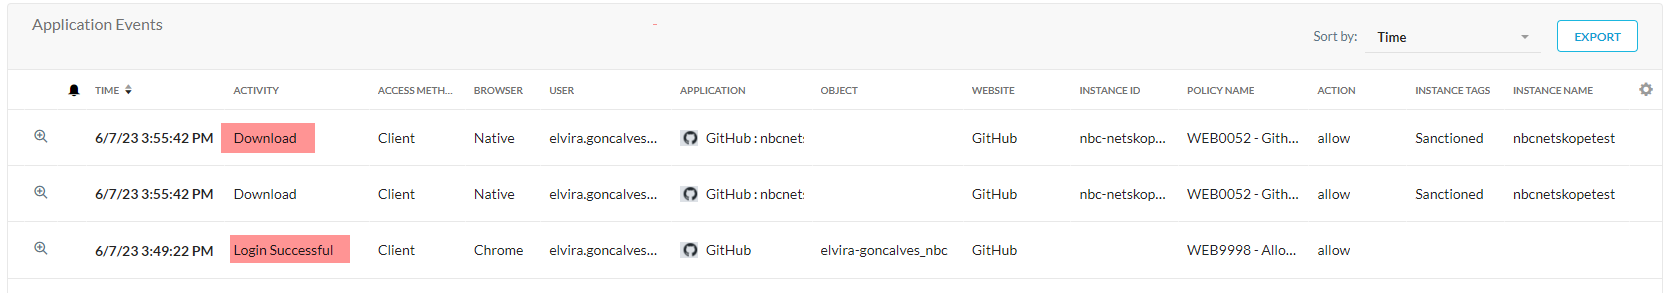 Application Events
Sort by: Time EXPORT
TIME ACTIVITY ACCESS METH... BROWSER USER APPLICATION OBJECT WEBSITE INSTANCE ID POLICY NAME ACTION INSTANCE TAGS INSTANCE NAME
6/7/23 3:55:42 PM Download Client Native elvira.goncalves... GitHub : nbcnets GitHub nbc-netskop... WEB0052 - Gith... allow Sanctioned nbcnetskopetest
6/7/23 3:55:42 PM Download Client Native elvira.goncalves... GitHub : nbcnets GitHub nbc-netskop... WEB0052 - Gith... allow Sanctioned nbcnetskopetest
6/7/23 3:49:22 PM Login Successful Client Chrome elvira.goncalves... GitHub elvira-goncalves_nbc GitHub WEB9998 - Allo... allow